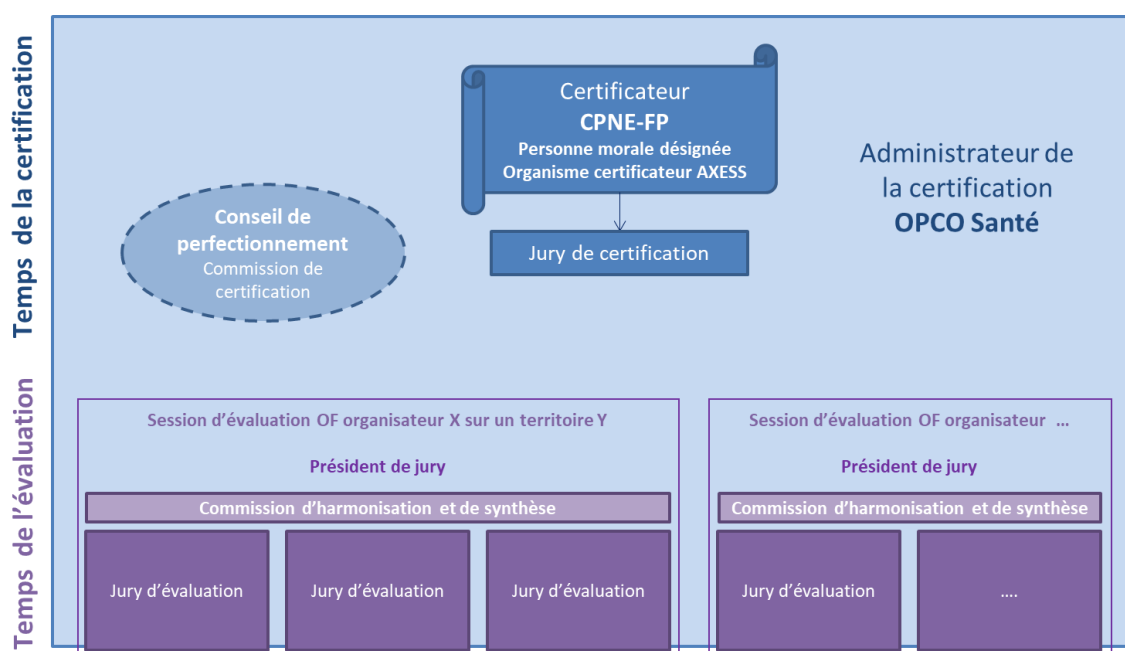 Temps de la certification
Certificateur
CPNE-FP
Personne morale désignée
Organisme certificateur AXESS
Jury de certification
Conseil de
perfectionnement
Commission de
certification
Administrateur de
la certification
OPCO Santé
Temps de l'évaluation
Session d'évaluation OF organisateur X sur un territoire Y
Président de jury
Commission d'harmonisation et de synthèse
Jury d'évaluation
Jury d'évaluation
Jury d'évaluation
Session d'évaluation OF organisateur ...
Président de jury
Commission d'harmonisation et de synthèse
Jury d'évaluation
....